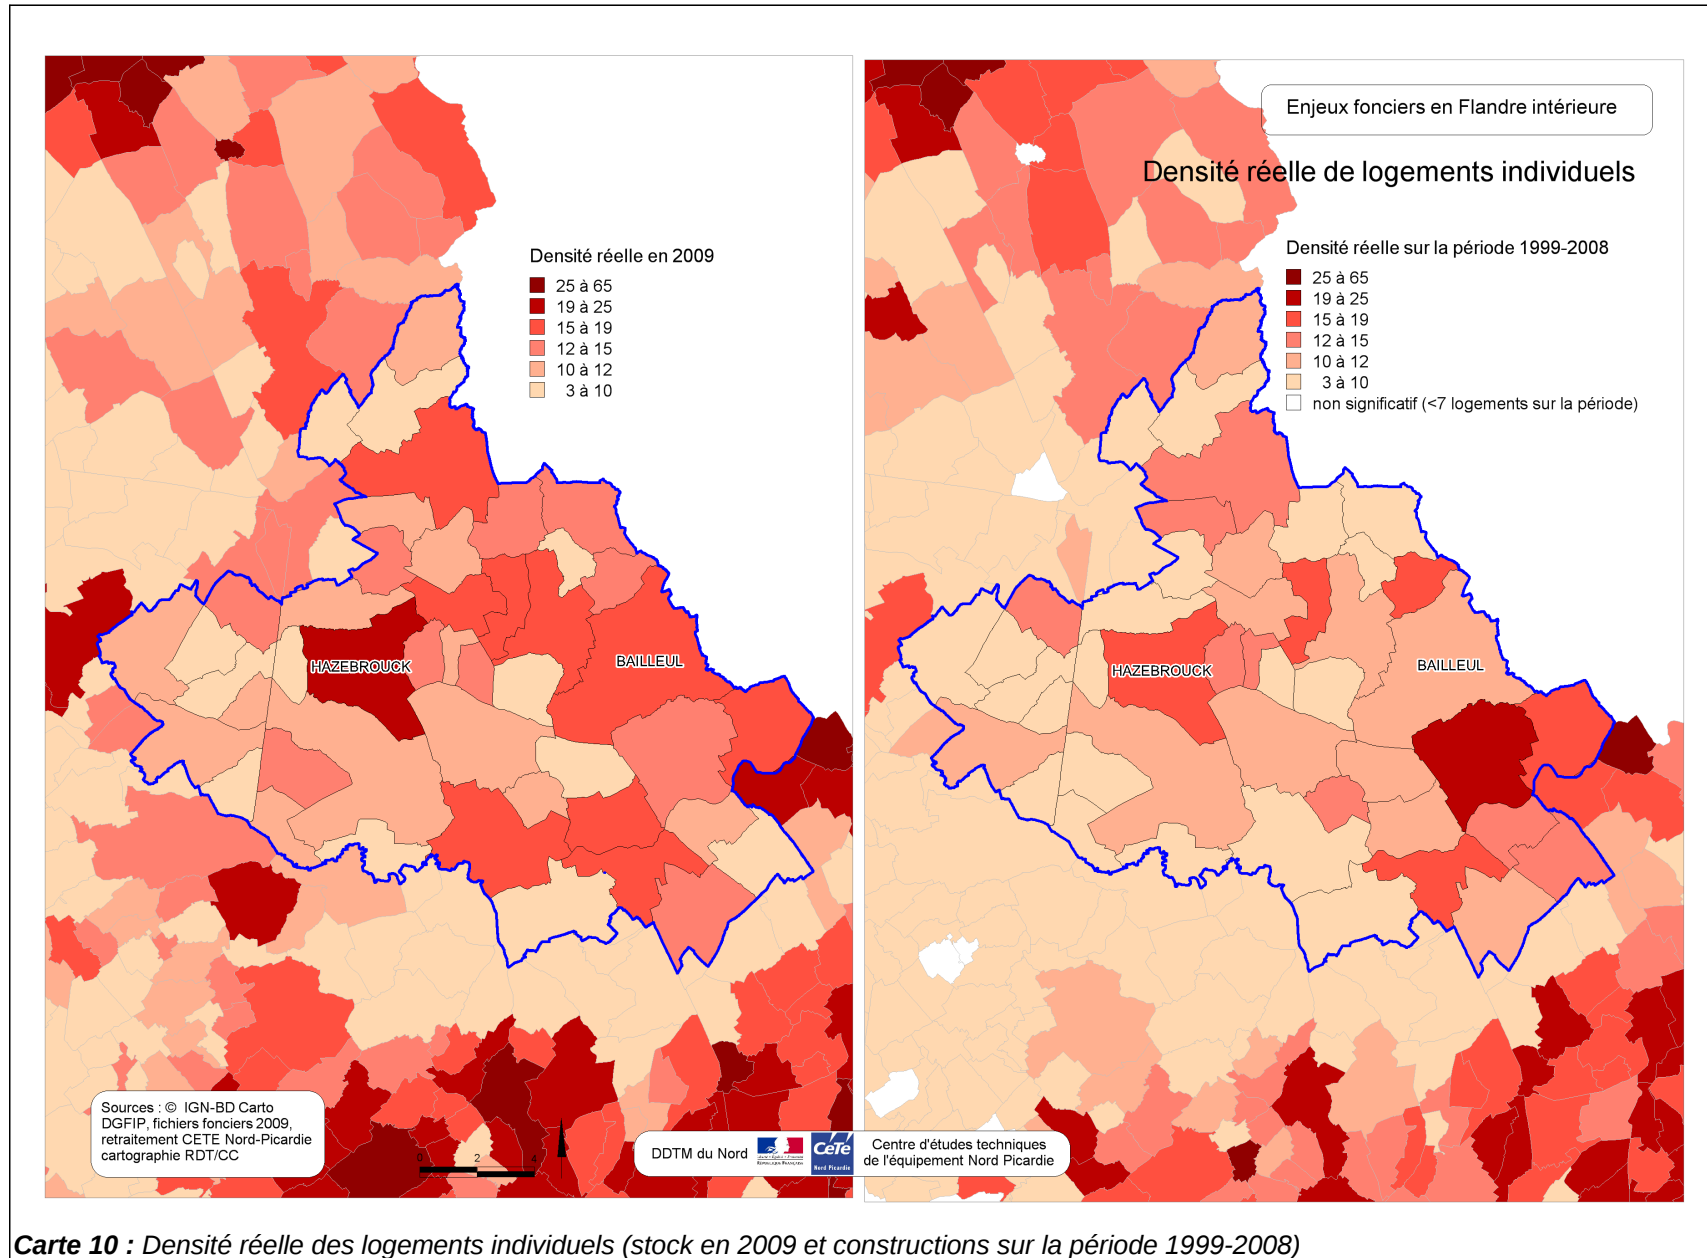 Enjeux fonciers en Flandre intérieure
Densité réelle de logements individuels
Densité réelle en 2009
25 à 65
19 à 25
15 à 19
12 à 15
10 à 12
3 à 10
Densité réelle sur la période 1999-2008
25 à 65
19 à 25
15 à 19
12 à 15
10 à 12
3 à 10
non significatif (<7 logements sur la période)
HAZEBROUCK
BAILLEUL
HAZEBROUCK
BAILLEUL
Sources : © IGN-BD Carto
DGFIP, fichiers fonciers 2009,
retraitement CETE Nord-Picardie
cartographie RDT/CC
0 2 4
DDTM du Nord
RÉPUBLIQUE FRANÇAISE
CeTe
Nord Picardie
Centre d'études techniques
de l'équipement Nord Picardie
Carte 10 : Densité réelle des logements individuels (stock en 2009 et constructions sur la période 1999-2008)